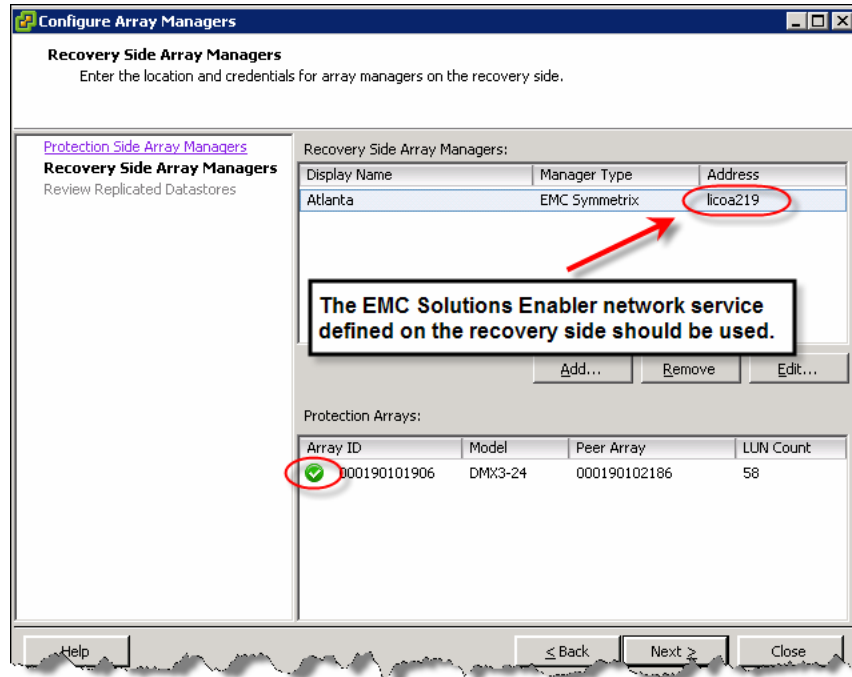 Configure Array Managers
Recovery Side Array Managers
Enter the location and credentials for array managers on the recovery side.
Protection Side Array Managers
Recovery Side Array Managers
Review Replicated Datastores
Recovery Side Array Managers:
Display Name Manager Type Address
Atlanta EMC Symmetrix licoa219
The EMC Solutions Enabler network service
defined on the recovery side should be used.
Add... Remove Edit...
Protection Arrays:
Array ID Model Peer Array LUN Count
000190101906 DMX3-24 000190102186 58
Help < Back Next > Close